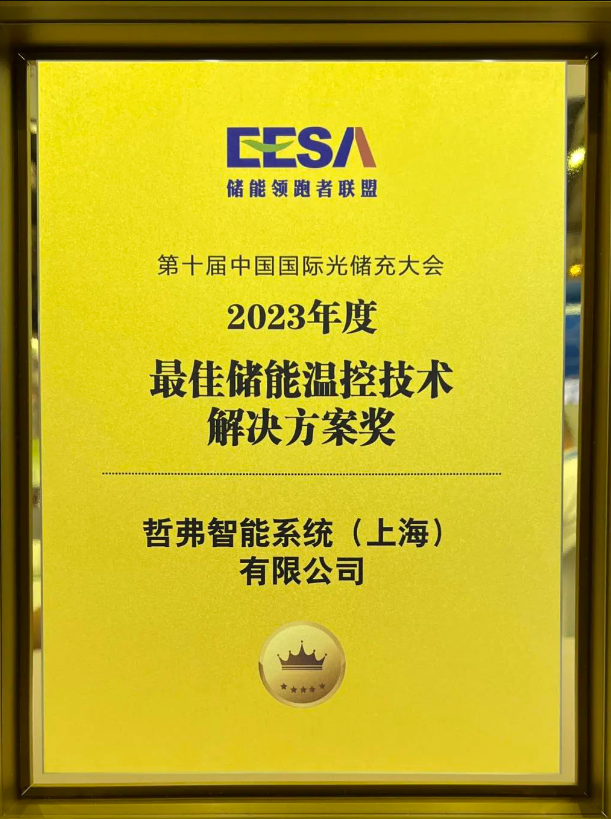 EESA
储能领跑者联盟
第十届中国国际光储充大会
2023年度
最佳储能温控技术
解决方案奖
哲弗智能系统（上海）
有限公司